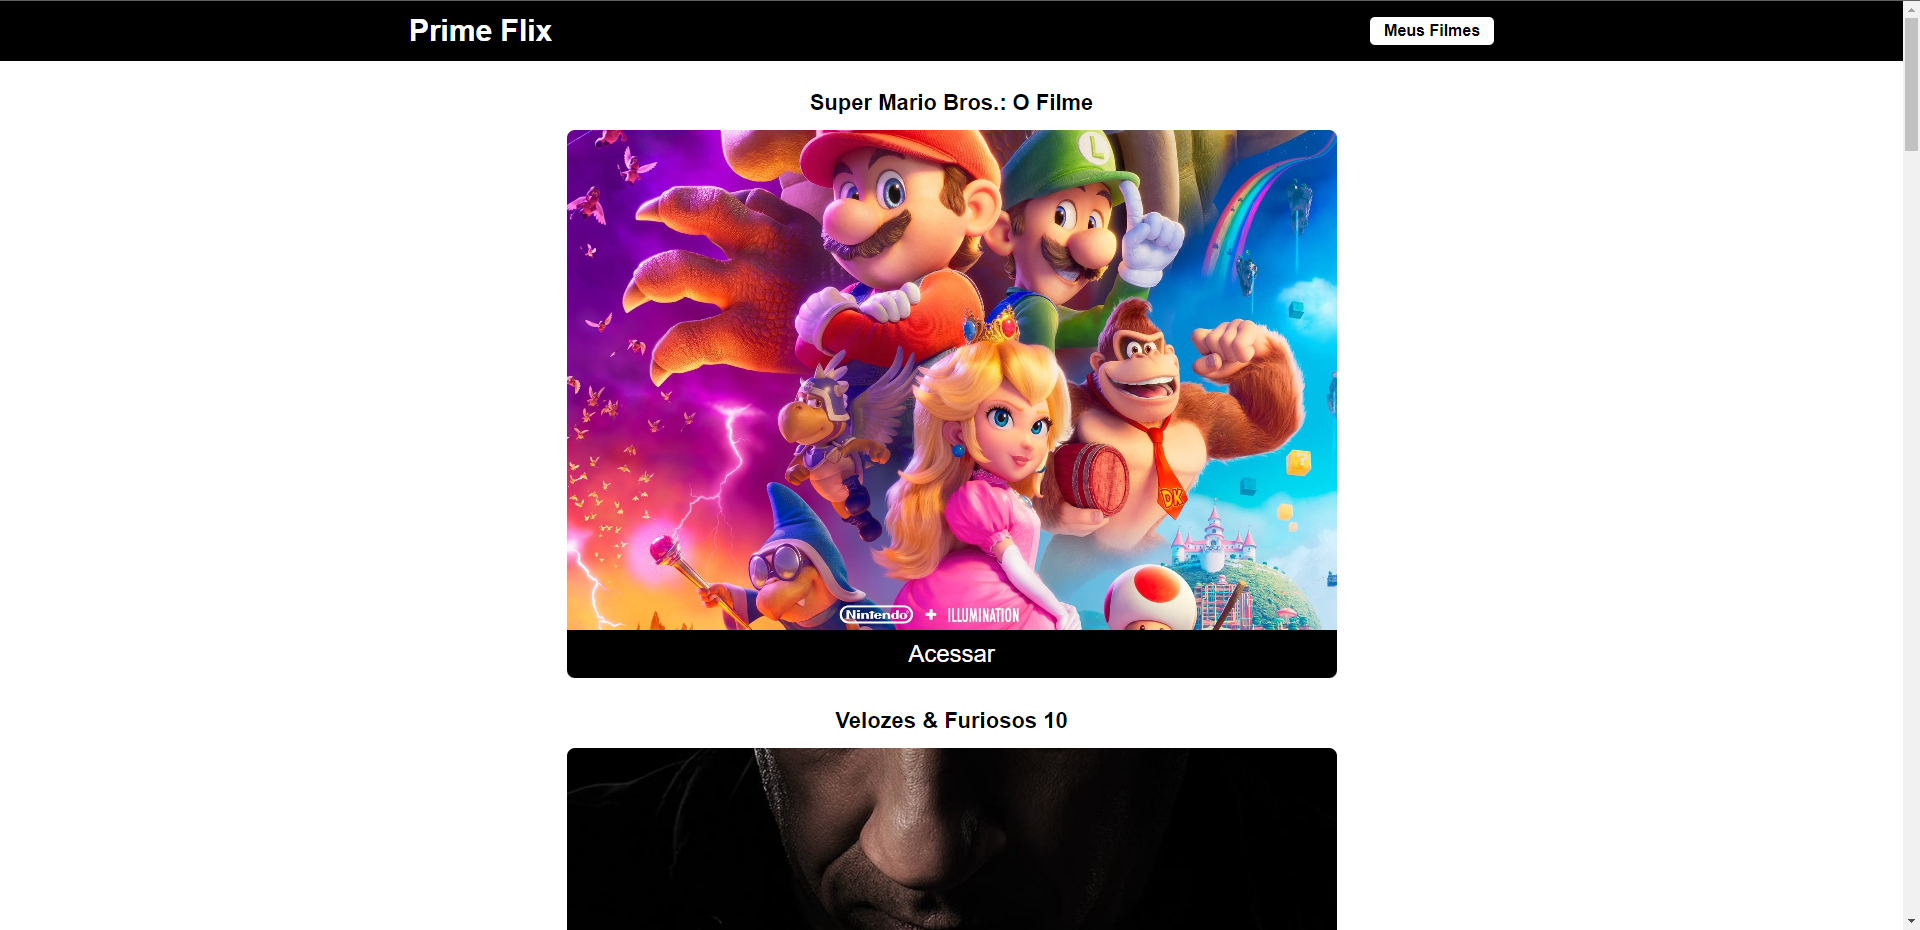 Prime Flix
Meus Filmes
Super Mario Bros.: O Filme
L
DK
Nintendo + ILLUMINATION
Acessar
Velozes & Furiosos 10